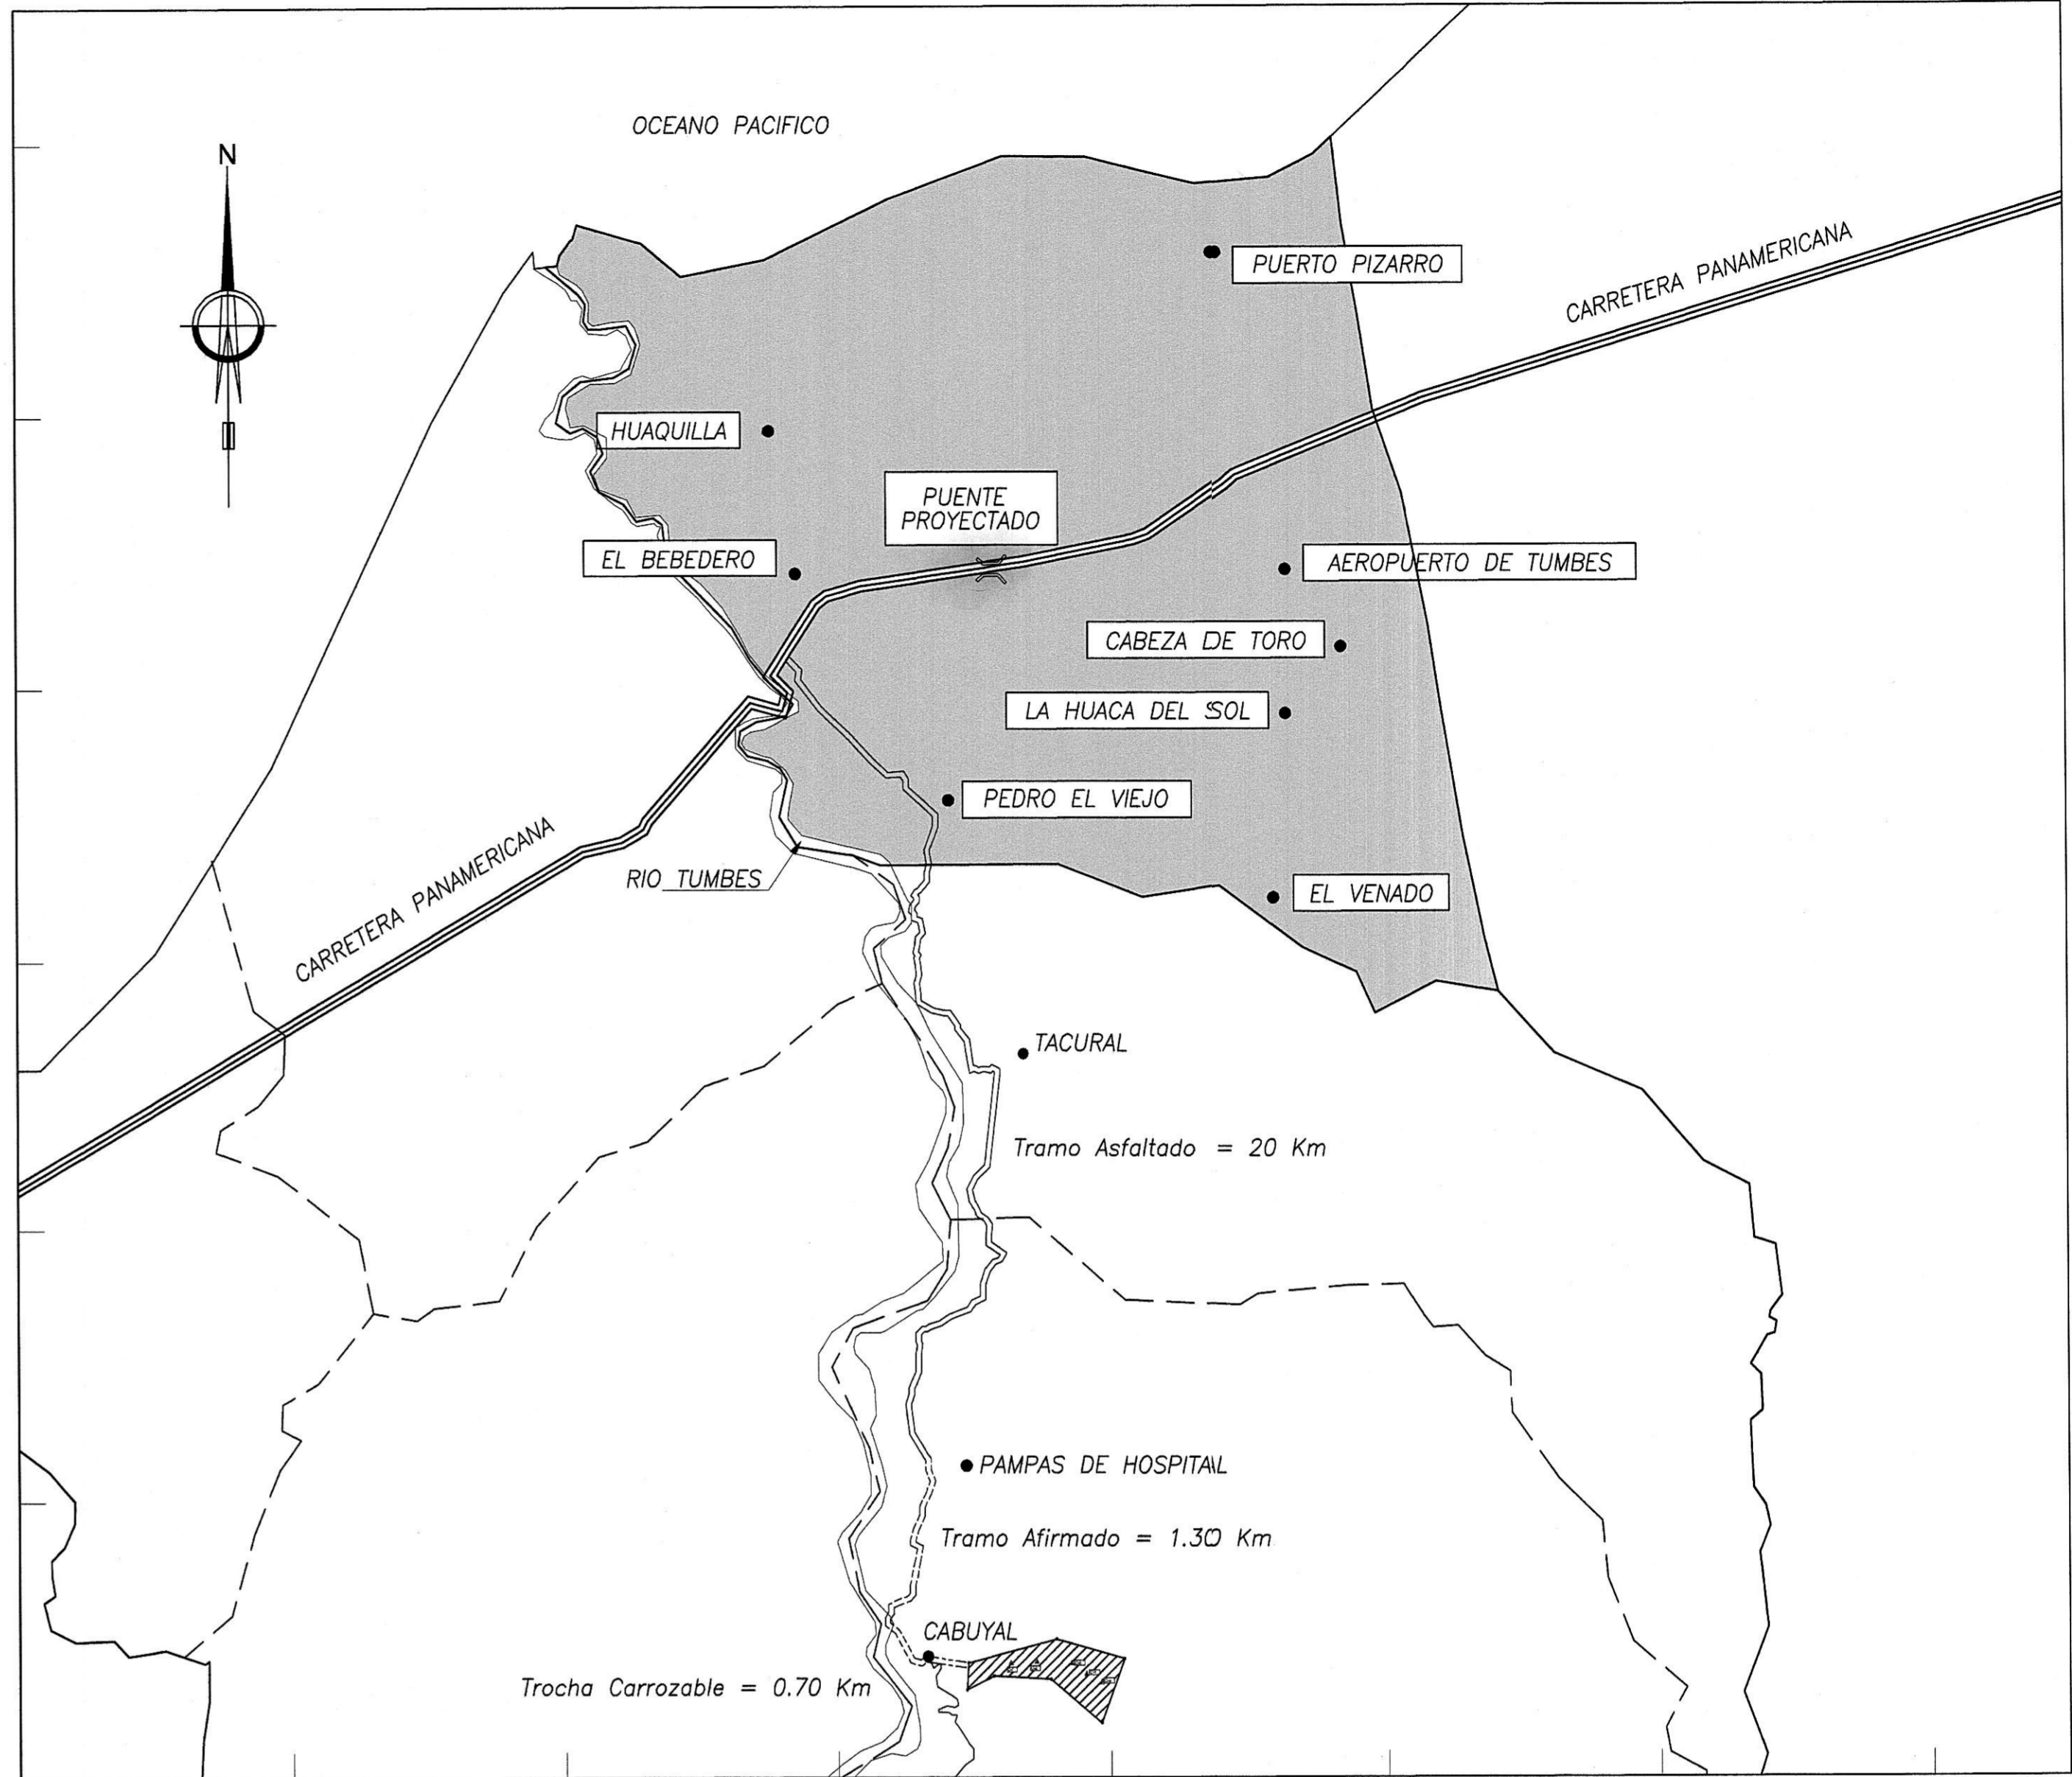 OCEANO PACIFICO
N
PUERTO PIZARRO
CARRETERA PANAMERICANA
HUAQUILLA
PUENTE
PROYECTADO
EL BEBEDERO
AEROPUERTO DE TUMBES
CABEZA DE TORO
LA HUACA DEL SOL
PEDRO EL VIEJO
CARRETERA PANAMERICANA
RIO TUMBES
EL VENADO
TACURAL
Tramo Asfaltado = 20 Km
PAMPAS DE HOSPITAL
Tramo Afirmado = 1.30 Km
CABUYAL
Trocha Carrozable = 0.70 Km